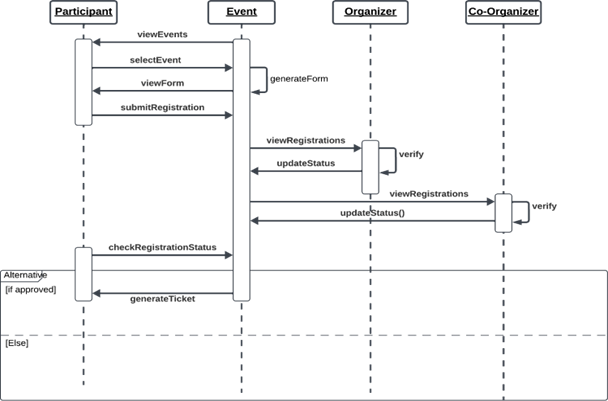 Participant
Event
Organizer
Co-Organizer
viewEvents
selectEvent
generateForm
viewForm
submitRegistration
viewRegistrations
verify
updateStatus
viewRegistrations
verify
updateStatus()
checkRegistrationStatus
Alternative
[if approved]
generateTicket
[Else]